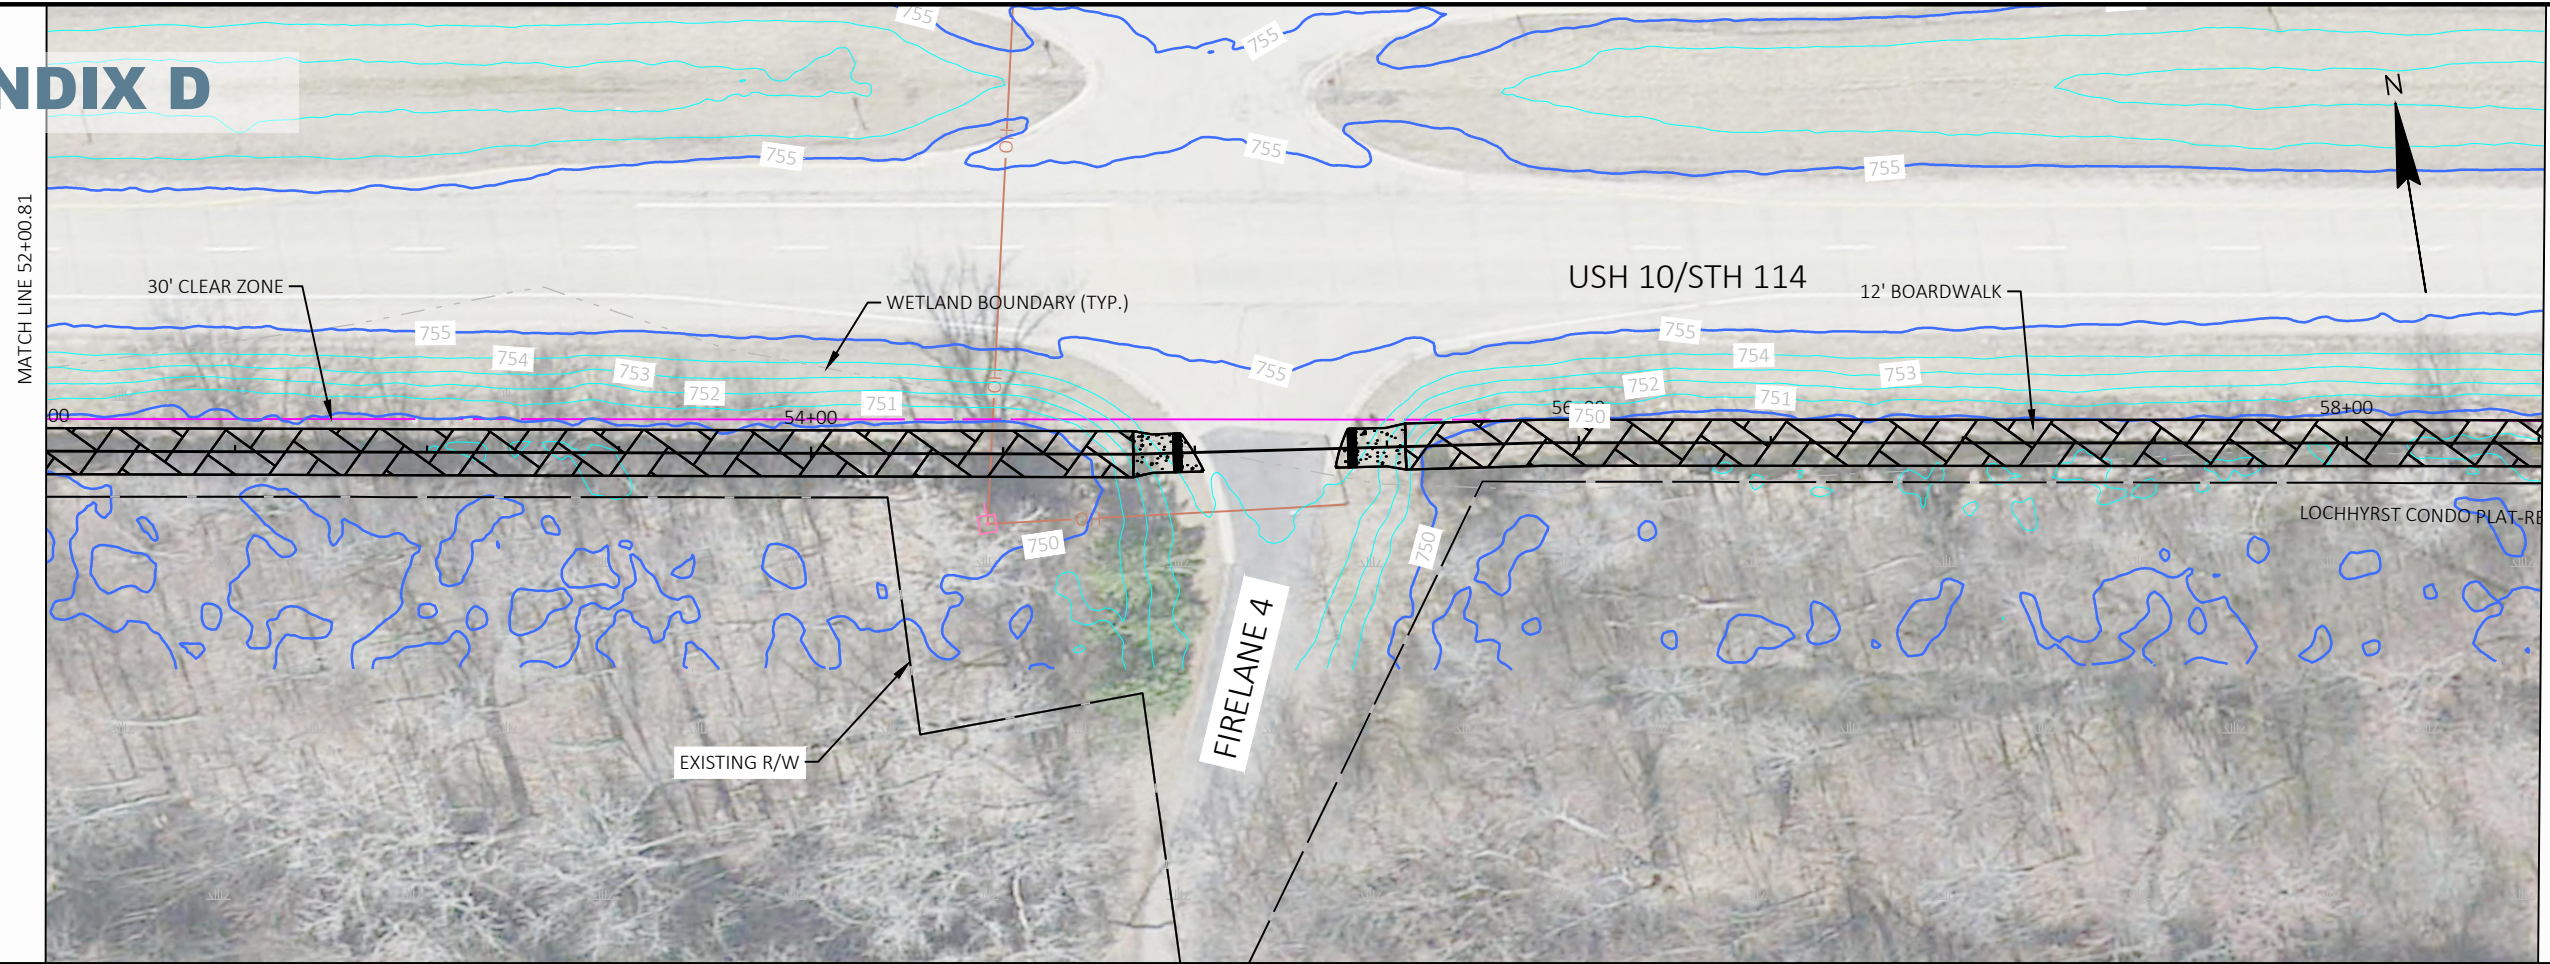 755
755
NDIX D
N
755
755
755
MATCH LINE 52+00.81
30' CLEAR ZONE
WETLAND BOUNDARY (TYP.)
USH 10/STH 114
12' BOARDWALK
755
754
753
752
751
755
755
754
753
752
751
750
00
54+00
58+00
LOCHHYRST CONDO PLAT-RE
750
750
FIRELANE 4
EXISTING R/W